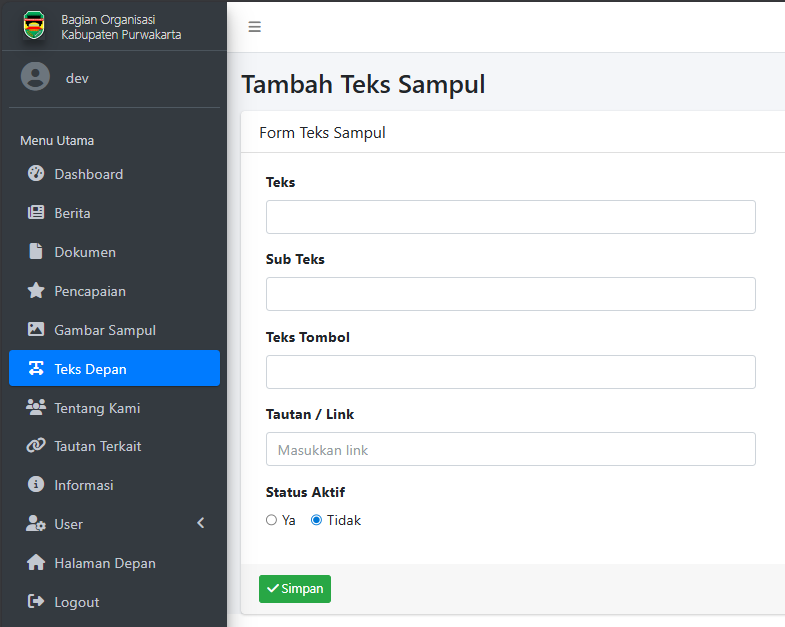 Bagian Organisasi
Kabupaten Purwakarta
dev
Menu Utama
Dashboard
Berita
Dokumen
Pencapaian
Gambar Sampul
Teks Depan
Tentang Kami
Tautan Terkait
Informasi
User
Halaman Depan
Logout
Tambah Teks Sampul
Form Teks Sampul
Teks
Sub Teks
Teks Tombol
Tautan / Link
Masukkan link
Status Aktif
Ya Tidak
Simpan